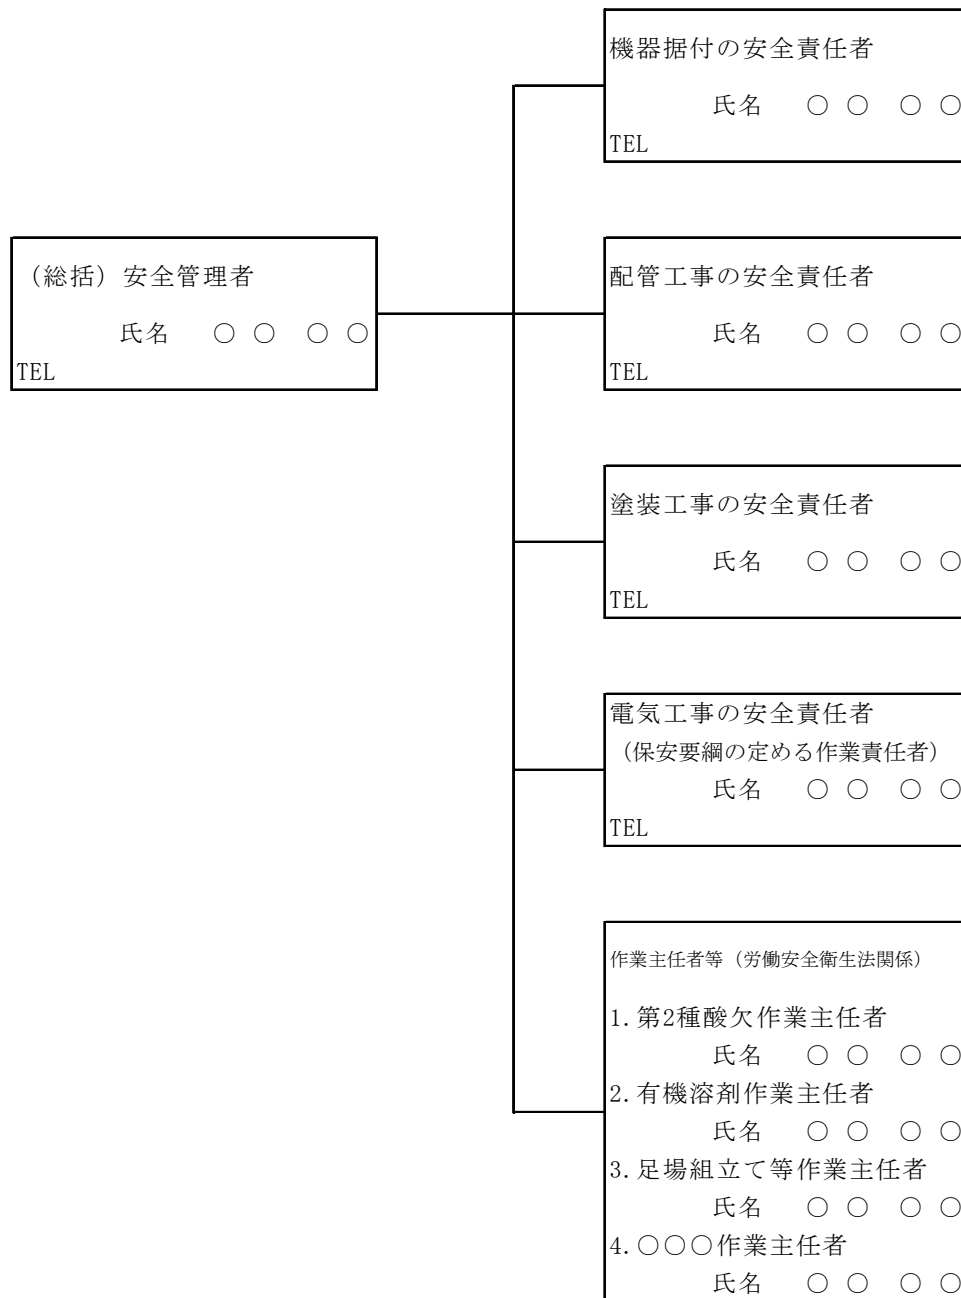 機器据付の安全責任者
氏名　○ ○　○ ○
TEL
（総括）安全管理者
氏名　○ ○　○ ○
TEL
配管工事の安全責任者
氏名　○ ○　○ ○
TEL
塗装工事の安全責任者
氏名　○ ○　○ ○
TEL
電気工事の安全責任者
（保安要綱の定める作業責任者）
氏名　○ ○　○ ○
TEL
作業主任者等（労働安全衛生法関係）
1.第2種酸欠作業主任者
氏名　○ ○　○ ○
2.有機溶剤作業主任者
氏名　○ ○　○ ○
3.足場組立て等作業主任者
氏名　○ ○　○ ○
4.○○○作業主任者
氏名　○ ○　○ ○